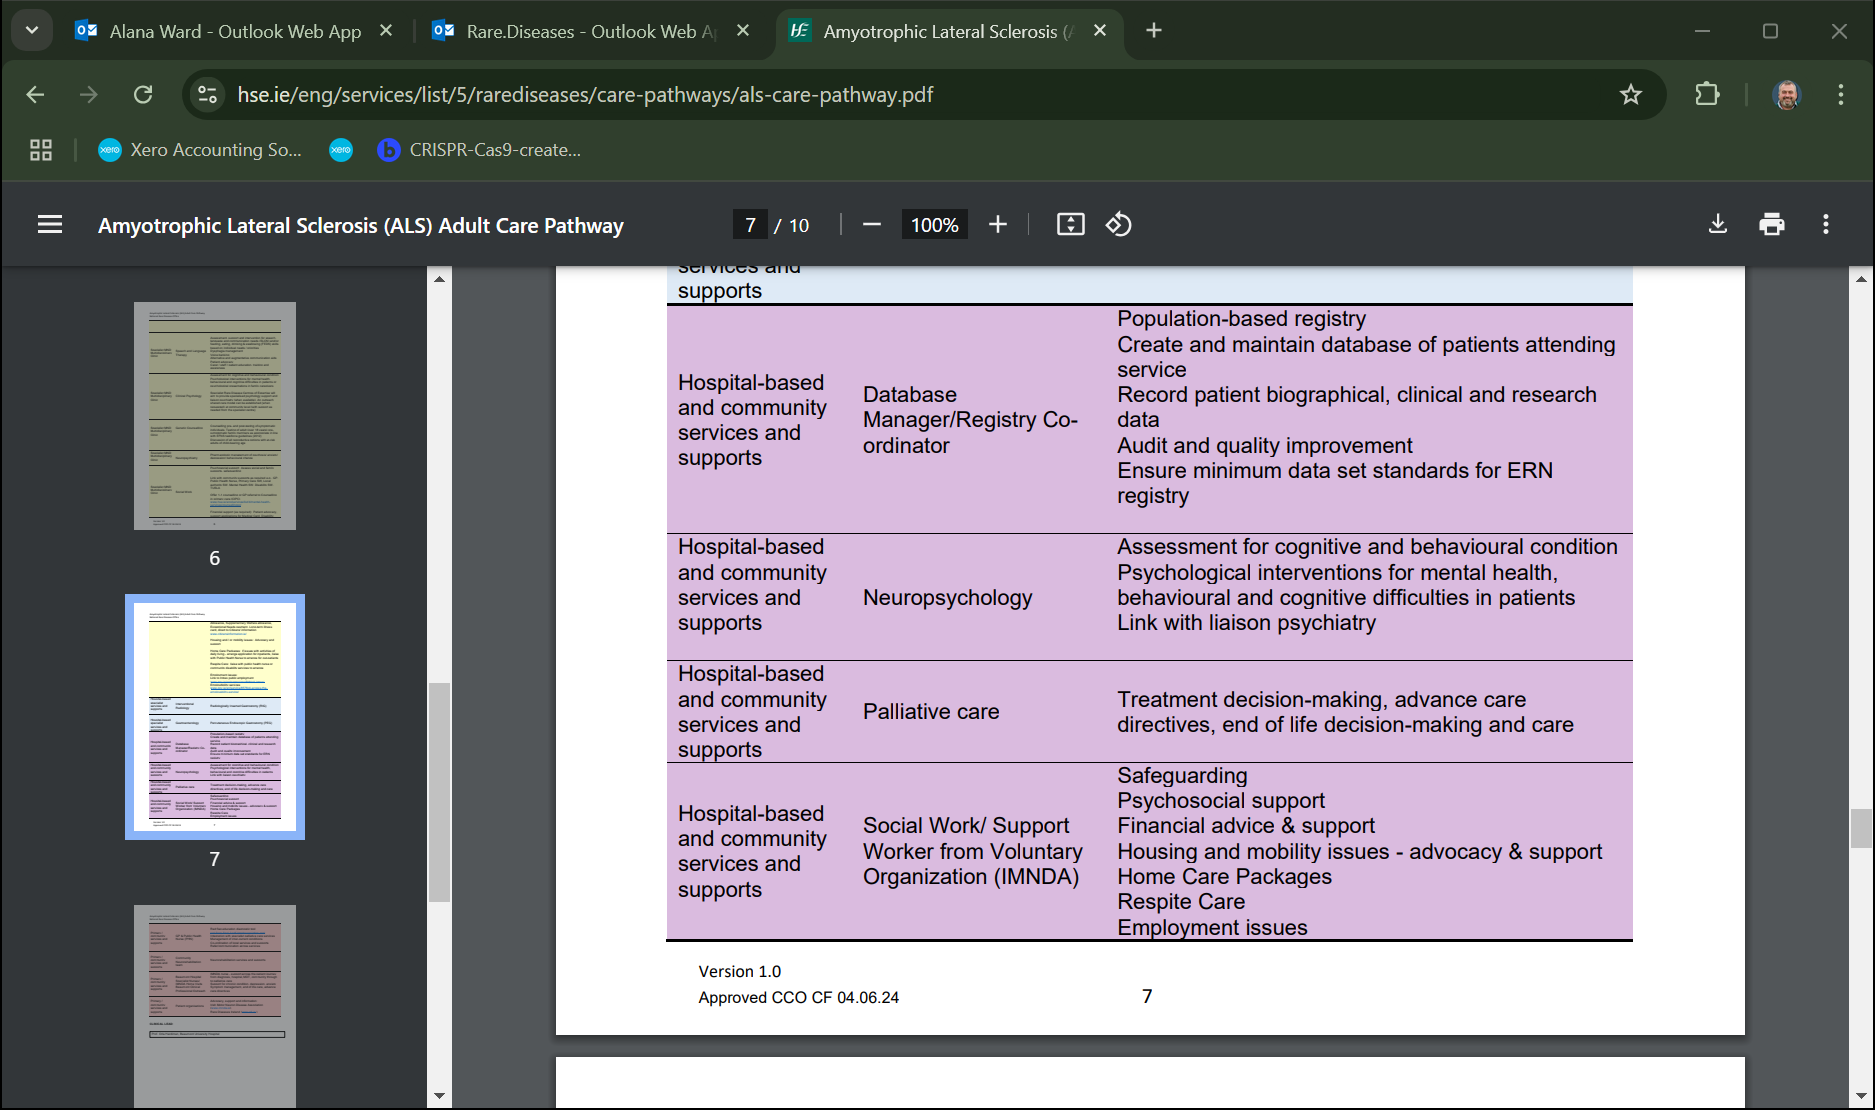 Alana Ward - Outlook Web App
Rare.Diseases - Outlook Web A
Amyotrophic Lateral Sclerosis (
hse.ie/eng/services/list/5/rarediseases/care-pathways/als-care-pathway.pdf
xero
Xero Accounting So...
xero
b
CRISPR-Cas9-create...
Amyotrophic Lateral Sclerosis (ALS) Adult Care Pathway
7 / 10
100%
6
7
services and
supports
Hospital-based
and community
services and
supports
Database
Manager/Registry Co-
ordinator
Population-based registry
Create and maintain database of patients attending
service
Record patient biographical, clinical and research
data
Audit and quality improvement
Ensure minimum data set standards for ERN
registry
Hospital-based
and community
services and
supports
Neuropsychology
Assessment for cognitive and behavioural condition
Psychological interventions for mental health,
behavioural and cognitive difficulties in patients
Link with liaison psychiatry
Hospital-based
and community
services and
supports
Palliative care
Treatment decision-making, advance care
directives, end of life decision-making and care
Hospital-based
and community
services and
supports
Social Work/ Support
Worker from Voluntary
Organization (IMNDA)
Safeguarding
Psychosocial support
Financial advice & support
Housing and mobility issues - advocacy & support
Home Care Packages
Respite Care
Employment issues
Version 1.0
Approved CCO CF 04.06.24
7